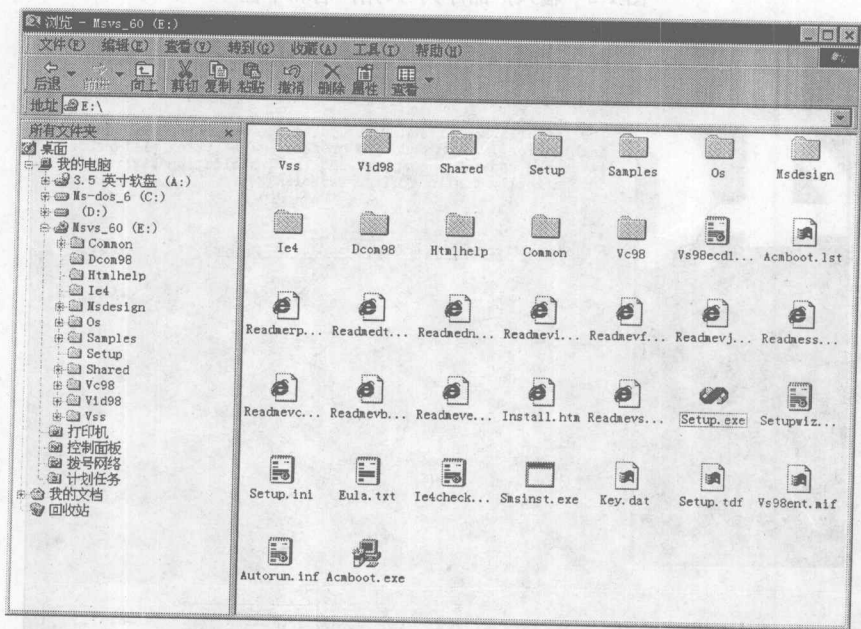 浏览 - Msvs_60 (E:)
文件(F) 编辑(E) 查看(V) 转到(G) 收藏(A) 工具(T) 帮助(H)
后退 前进 向上 剪切 复制 粘贴 撤消 删除 属性 查看
地址 E:\
所有文件夹
桌面
我的电脑
3.5 英寸软盘 (A:)
Ms-dos_6 (C:)
(D:)
Msvs_60 (E:)
Common
Dcom98
Htmlhelp
Ie4
Msdesign
Os
Samples
Setup
Shared
Vc98
Vid98
Vss
打印机
控制面板
拨号网络
计划任务
我的文档
回收站
Vss Vid98 Shared Setup Samples Os Msdesign
Ie4 Dcom98 Htmlhelp Common Vc98 Vs98ecd1... Acmboot.lst
Readmerp... Readmedt... Readmedn... Readmevi... Readmevf... Readmevj... Readmess...
Readmevc... Readmevb... Readmeve... Install.htm Readmevs... Setup.exe Setupwiz...
Setup.ini Eula.txt Ie4check... Smsinst.exe Key.dat Setup.tdf Vs98ent.mif
Autorun.inf Acmboot.exe